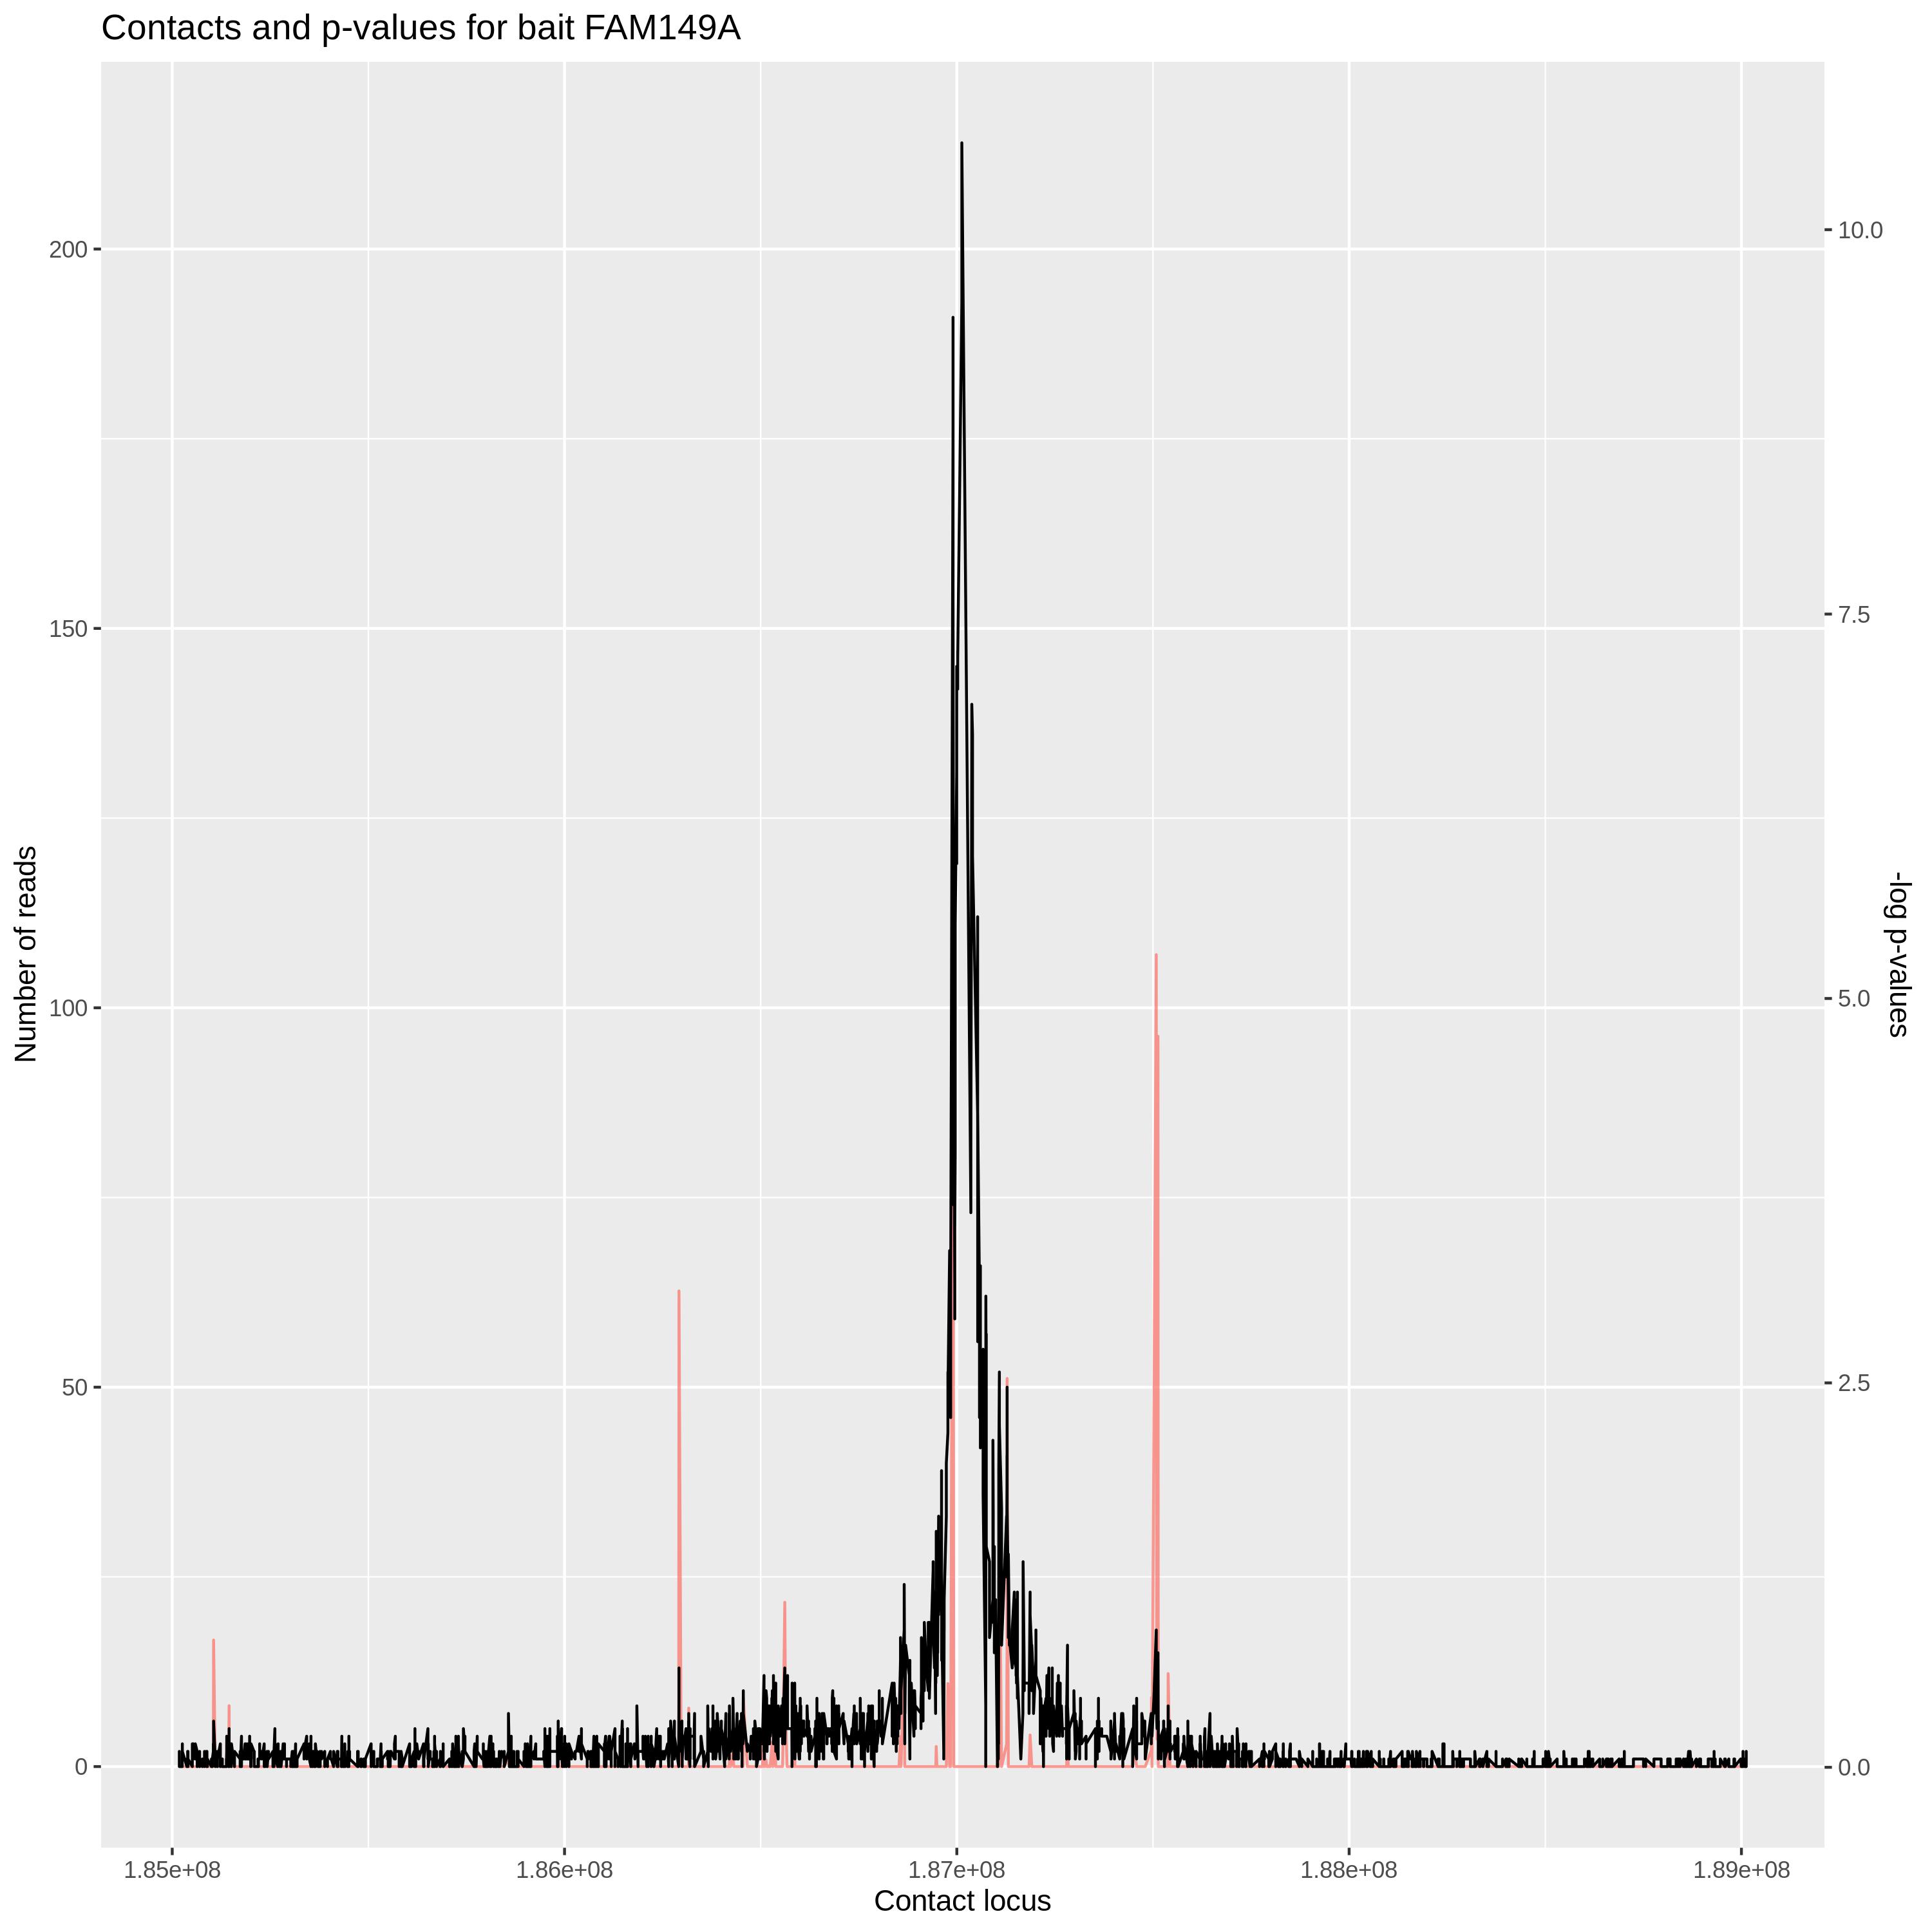 Contacts and p-values for bait FAM149A
Number of reads
200
150
100
50
0
10.0
7.5
5.0
2.5
0.0
-log p-values
1.85e+08
1.86e+08
1.87e+08
1.88e+08
1.89e+08
Contact locus